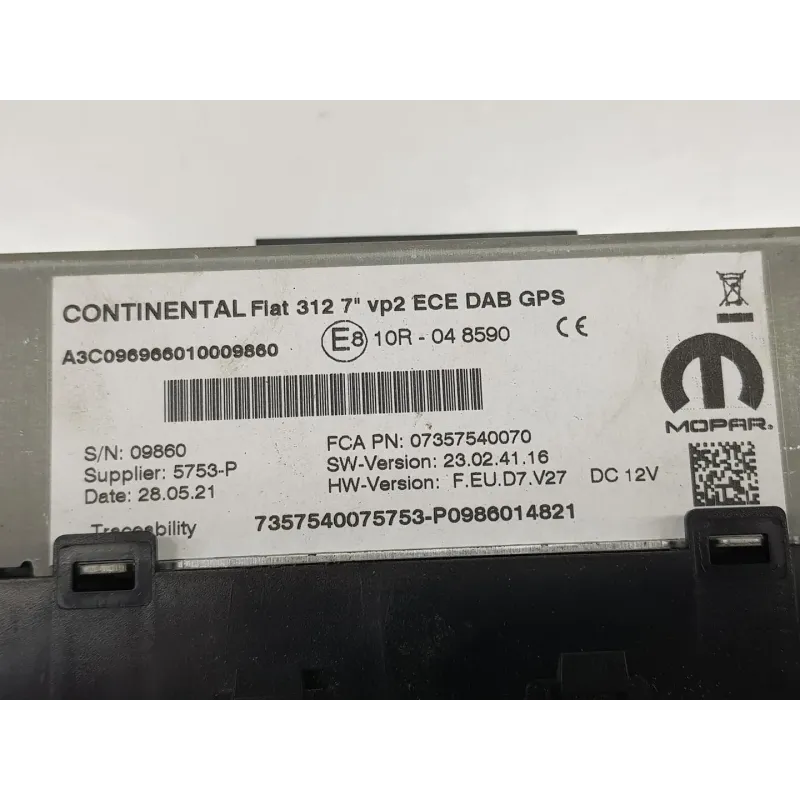 CONTINENTAL Fiat 312 7" vp2 ECE DAB GPS
A3C096966010009860
E8 10R - 04 8590
CE
MOPAR®
S/N: 09860
Supplier: 5753-P
Date: 28.05.21
FCA PN: 07357540070
SW-Version: 23.02.41.16
HW-Version: F.EU.D7.V27
DC 12V
Traceability
7357540075753-P0986014821